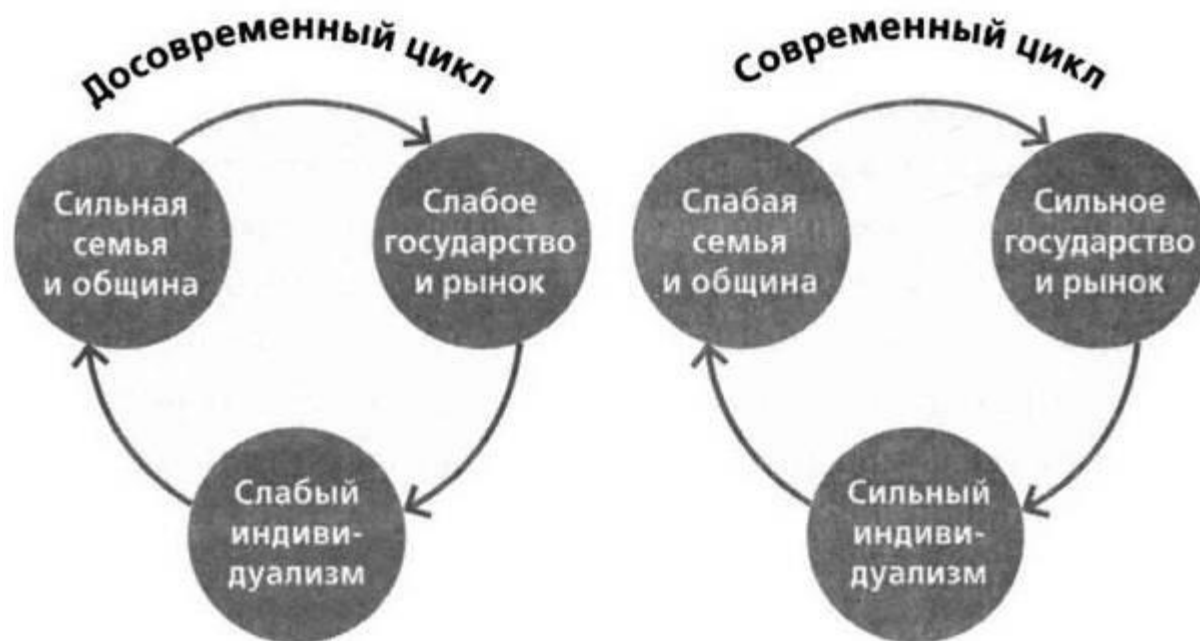 Досовременный цикл
Сильная
семья
и община
Слабое
государство
и рынок
Слабый
индиви-
дуализм
Современный цикл
Слабая
семья
и община
Сильное
государство
и рынок
Сильный
индиви-
дуализм